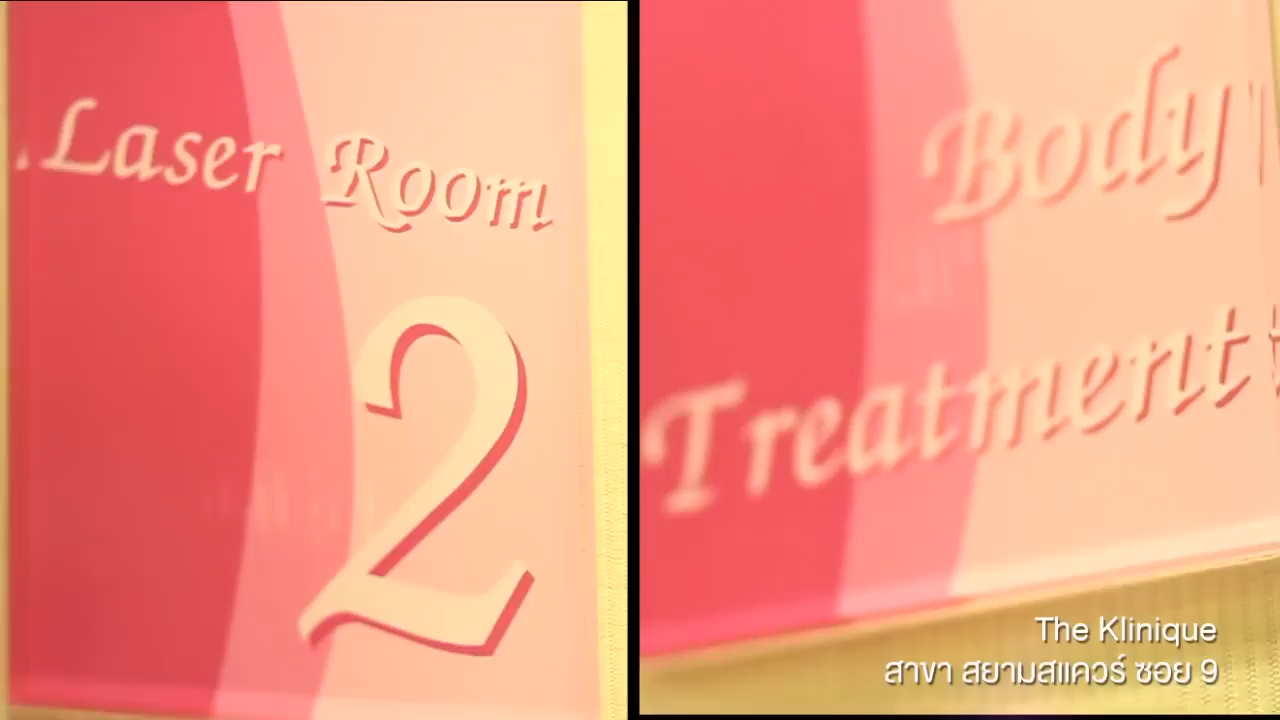 Laser Room
2
Body
Treatment
The Klinique
สาขา สยามสแควร์ ซอย 9